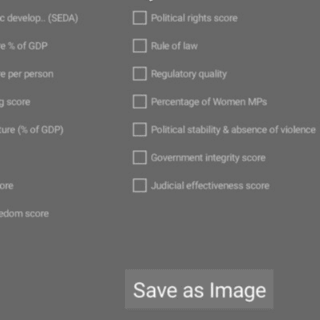 c develop.. (SEDA)
Political rights score
e % of GDP
Rule of law
e per person
Regulatory quality
g score
Percentage of Women MPs
ture (% of GDP)
Political stability & absence of violence
Government integrity score
ore
Judicial effectiveness score
edom score
Save as Image